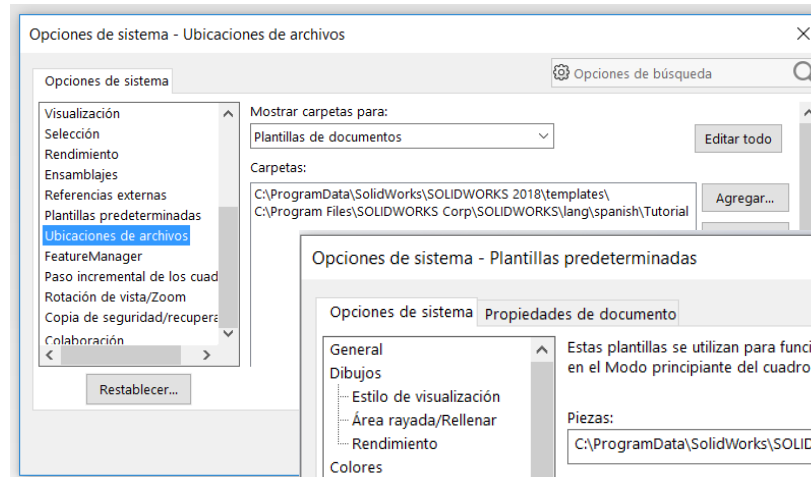 Opciones de sistema - Ubicaciones de archivos
Opciones de sistema
Opciones de búsqueda
Visualización
Selección
Rendimiento
Ensamblajes
Referencias externas
Plantillas predeterminadas
Ubicaciones de archivos
FeatureManager
Paso incremental de los cuad
Rotación de vista/Zoom
Copia de seguridad/recupera
Colaboración
Restablecer...
Mostrar carpetas para:
Plantillas de documentos
Editar todo
Carpetas:
C:\ProgramData\SolidWorks\SOLIDWORKS 2018\templates\
C:\Program Files\SOLIDWORKS Corp\SOLIDWORKS\lang\spanish\Tutorial
Agregar...
Opciones de sistema - Plantillas predeterminadas
Opciones de sistema
Propiedades de documento
General
Dibujos
Estilo de visualización
Área rayada/Rellenar
Rendimiento
Colores
Estas plantillas se utilizan para funci
en el Modo principiante del cuadro
Piezas:
C:\ProgramData\SolidWorks\SOLID